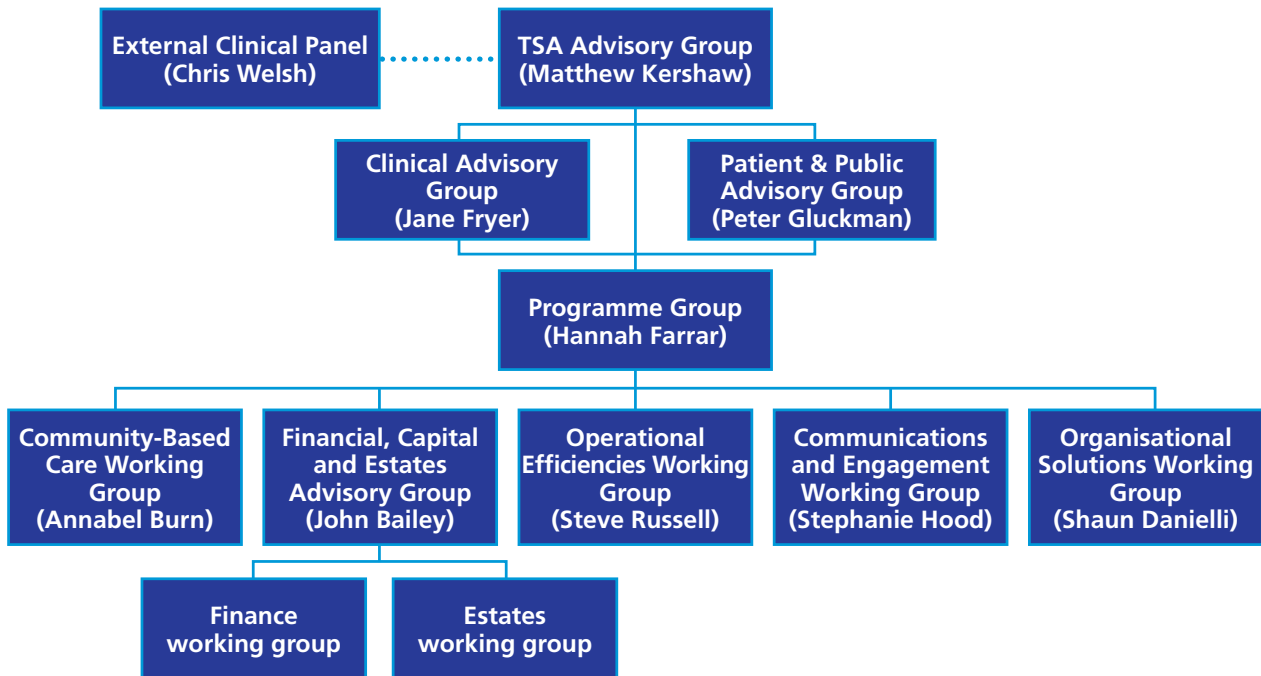 External Clinical Panel
(Chris Welsh)
TSA Advisory Group
(Matthew Kershaw)
Clinical Advisory
Group
(Jane Fryer)
Patient & Public
Advisory Group
(Peter Gluckman)
Programme Group
(Hannah Farrar)
Community-Based
Care Working
Group
(Annabel Burn)
Financial, Capital
and Estates
Advisory Group
(John Bailey)
Operational
Efficiencies Working
Group
(Steve Russell)
Communications
and Engagement
Working Group
(Stephanie Hood)
Organisational
Solutions Working
Group
(Shaun Danielli)
Finance
working group
Estates
working group